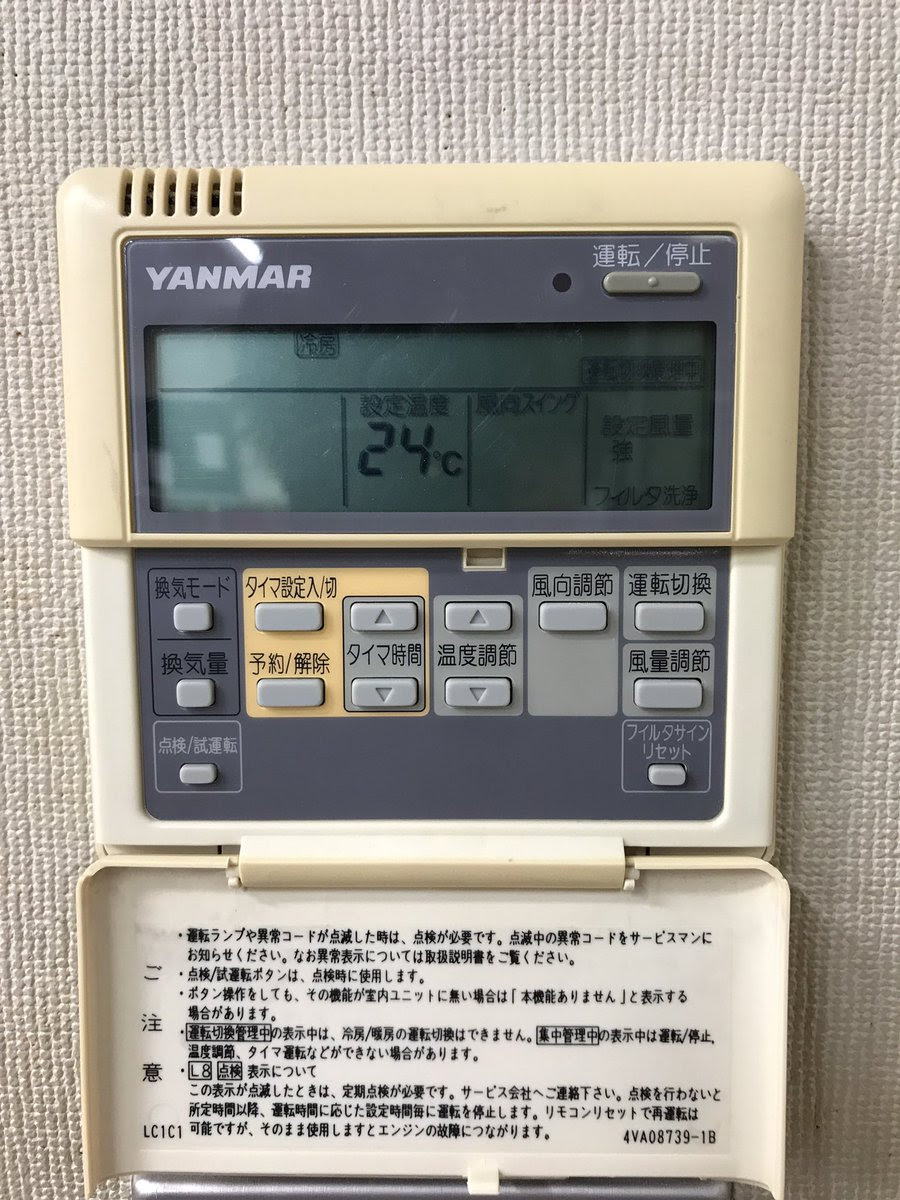 運転/停止
YANMAR
冷房
運転切換管理中
設定温度
風向スイング
24°C
設定風量
強
フィルタ洗浄
換気モード
タイマ設定入/切
風向調節
運転切換
換気量
予約/解除
タイマ時間
温度調節
風量調節
点検/試運転
フィルタサイン
リセット
ご注意
・運転ランプや異常コードが点滅した時は、点検が必要です。点滅中の異常コードをサービスマンに
お知らせください。なお異常表示については取扱説明書をご覧ください。
・点検/試運転ボタンは、点検時に使用します。
・ボタン操作をしても、その機能が室内ユニットに無い場合は「本機能ありません」と表示する
場合があります。
・運転切換管理中の表示中は、冷房/暖房の運転切換はできません。集中管理中の表示中は運転/停止,
温度調節、タイマ運転などができない場合があります。
・L8 点検 表示について
この表示が点滅したときは、定期点検が必要です。サービス会社へご連絡下さい。点検を行わないと
所定時間以降、運転時間に応じた設定時間毎に運転を停止します。リモコンリセットで再運転は
可能ですが、そのまま使用しますとエンジンの故障につながります。
LC1C1
4VA08739-1B